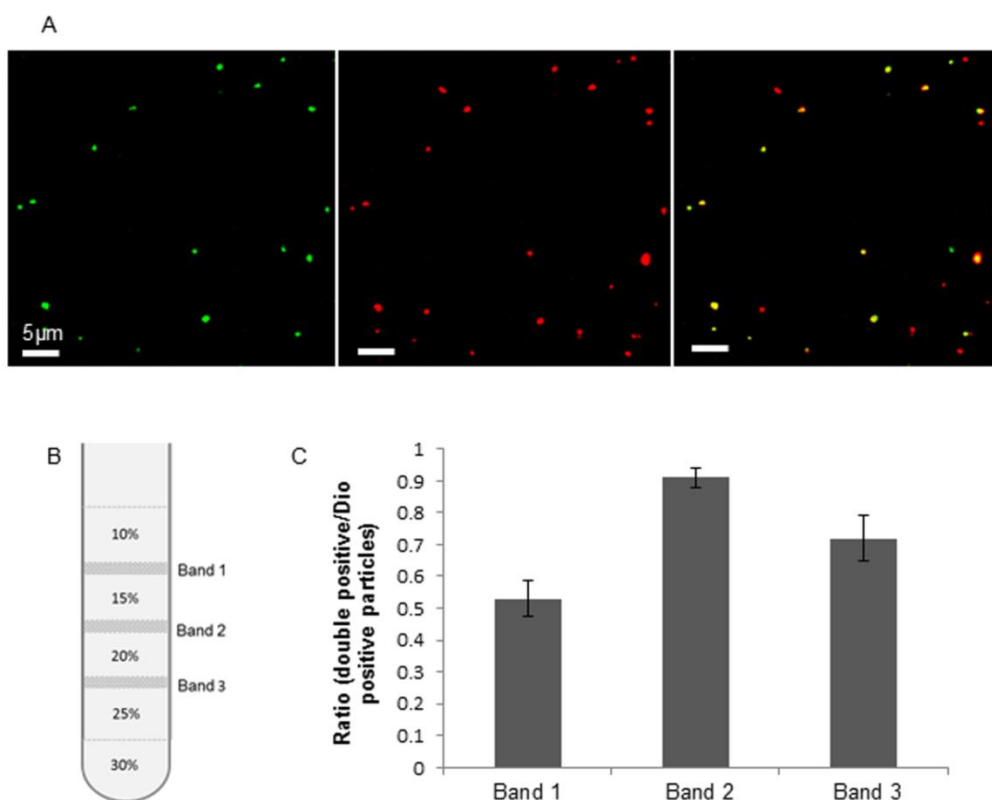 A
5µm
B
10%
Band 1
15%
Band 2
20%
Band 3
25%
30%
C
Ratio (double positive/Dio
positive particles)
1
0.9
0.8
0.7
0.6
0.5
0.4
0.3
0.2
0.1
0
Band 1 Band 2 Band 3